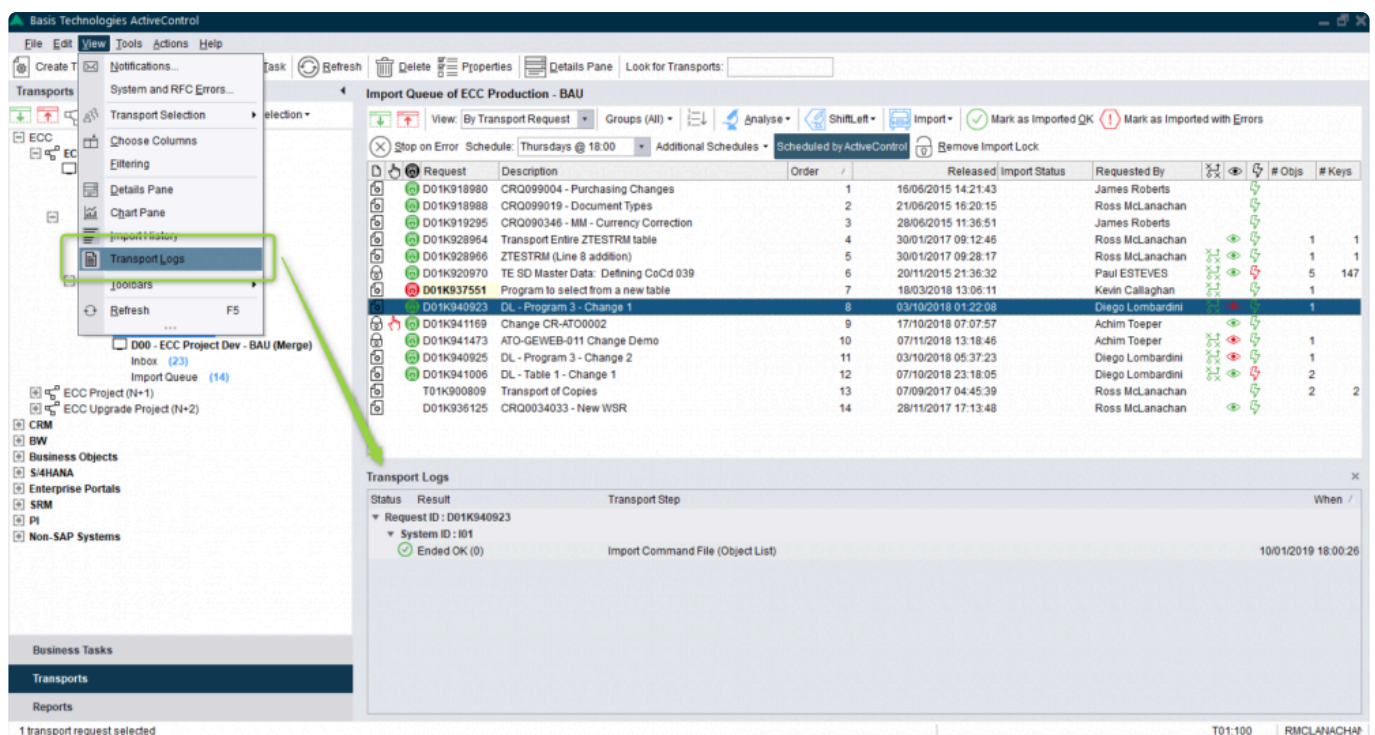 Basis Technologies ActiveControl
File Edit View Tools Actions Help
Create T Task Refresh Delete Properties Details Pane Look for Transports:
Notifications...
System and RFC Errors...
Transport Selection
Choose Columns
Filtering
Details Pane
Chart Pane
Import History
Transport Logs
Toolbars
Refresh F5
...
Transports
election
ECC
EC
D00 - ECC Project Dev - BAU (Merge)
Inbox (23)
Import Queue (14)
ECC Project (N+1)
ECC Upgrade Project (N+2)
CRM
BW
Business Objects
S/4HANA
Enterprise Portals
SRM
PI
Non-SAP Systems
Business Tasks
Transports
Reports
Import Queue of ECC Production - BAU
View: By Transport Request Groups (All) Analyse ShiftLeft Import Mark as Imported OK Mark as Imported with Errors
Stop on Error Schedule: Thursdays @ 18:00 Additional Schedules Scheduled by ActiveControl Remove Import Lock
Request Description Order / Released Import Status Requested By # Objs # Keys
D01K918980 CRQ099004 - Purchasing Changes 1 16/06/2015 14:21:43 James Roberts
D01K918988 CRQ099019 - Document Types 2 21/06/2015 16:20:15 Ross McLanachan
D01K919295 CRQ090346 - MM - Currency Correction 3 28/06/2015 11:36:51 James Roberts
D01K928964 Transport Entire ZTESTRM table 4 30/01/2017 09:12:46 Ross McLanachan 1 1
D01K928966 ZTESTRM (Line 8 addition) 5 30/01/2017 09:28:17 Ross McLanachan 1 1
D01K920970 TE SD Master Data: Defining CoCd 039 6 20/11/2015 21:36:32 Paul ESTEVES 5 147
D01K937551 Program to select from a new table 7 18/03/2018 13:06:11 Kevin Callaghan 1
D01K940923 DL - Program 3 - Change 1 8 03/10/2018 01:22:08 Diego Lombardini 1
D01K941169 Change CR-ATO0002 9 17/10/2018 07:07:57 Achim Toeper
D01K941473 ATO-GEWEB-011 Change Demo 10 07/11/2018 13:18:46 Achim Toeper 1
D01K940925 DL - Program 3 - Change 2 11 03/10/2018 05:37:23 Diego Lombardini 1
D01K941006 DL - Table 1 - Change 1 12 07/10/2018 23:18:05 Diego Lombardini 2
T01K900809 Transport of Copies 13 07/09/2017 04:45:39 Ross McLanachan 2 2
D01K936125 CRQ0034033 - New WSR 14 28/11/2017 17:13:48 Ross McLanachan
Transport Logs
Status Result Transport Step When /
Request ID : D01K940923
System ID : I01
Ended OK (0) Import Command File (Object List) 10/01/2019 18:00:26
1 transport request selected T01:100 RMCLANACHAN